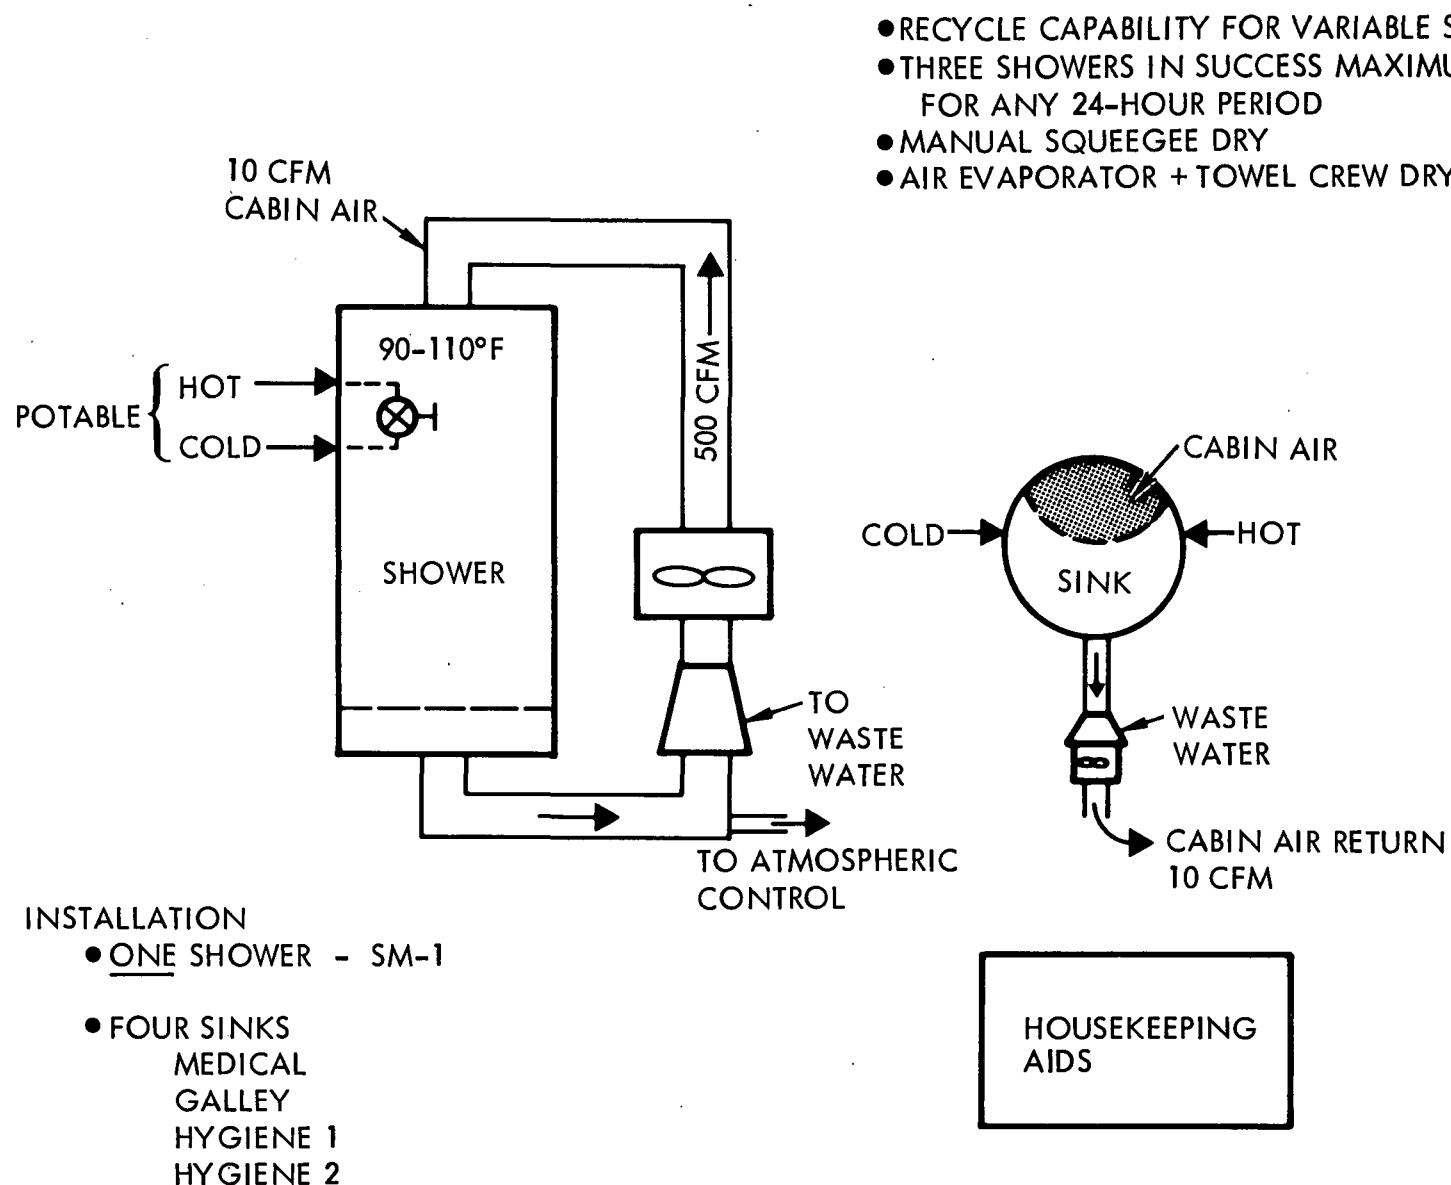 ●RECYCLE CAPABILITY FOR VARIABLE
●THREE SHOWERS IN SUCCESS
FOR ANY 24-HOUR PERIOD
●MANUAL SQUEEGEE DRY
●AIR EVAPORATOR + TOWEL CREW DRY
10 CFM
CABIN AIR
90-110°F
POTABLE
HOT
COLD
500 CFM
SHOWER
TO
WASTE
WATER
TO ATMOSPHERIC
CONTROL
CABIN AIR
COLD
HOT
SINK
WASTE
WATER
CABIN AIR RETURN
10 CFM
INSTALLATION
● ONE SHOWER - SM-1
● FOUR SINKS
MEDICAL
GALLEY
HYGIENE 1
HYGIENE 2
HOUSEKEEPING
AIDS